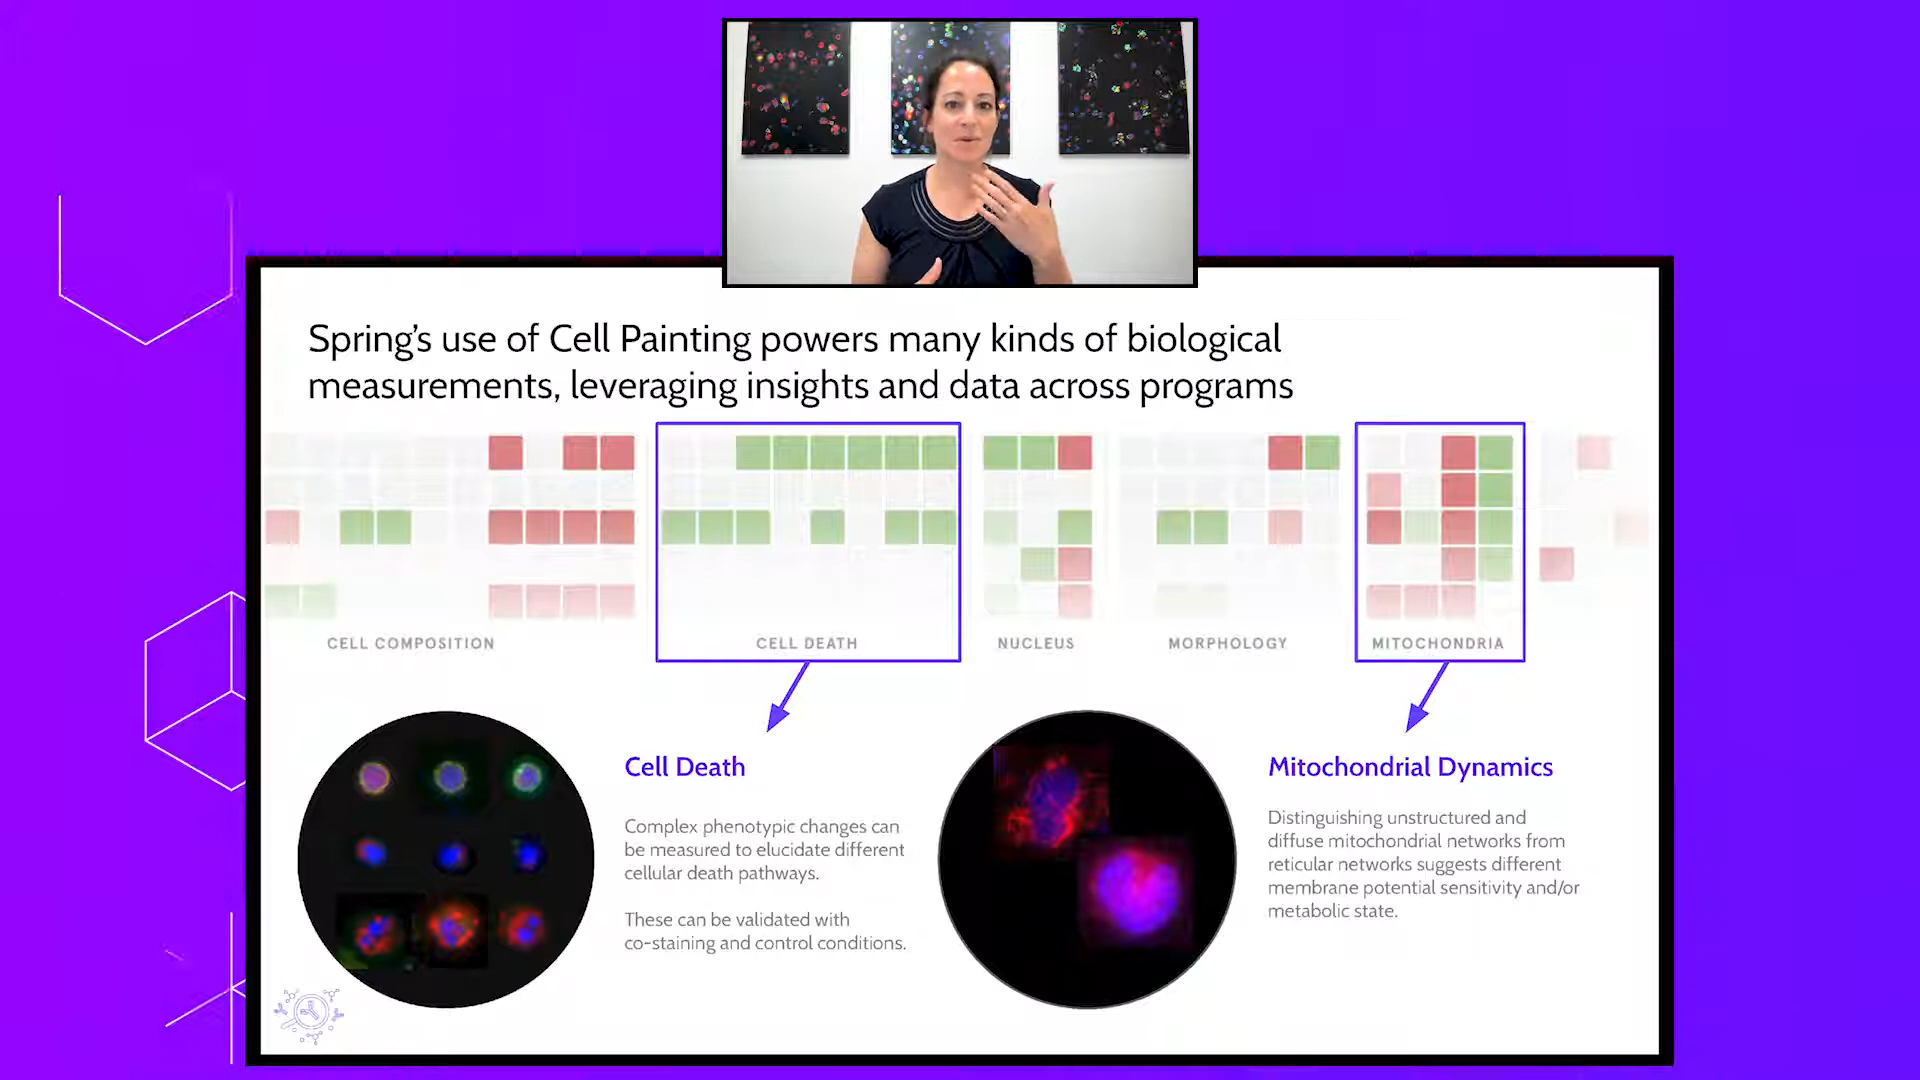 Spring's use of Cell Painting powers many kinds of biological
measurements, leveraging insights and data across programs
CELL COMPOSITION
CELL DEATH
NUCLEUS
MORPHOLOGY
MITOCHONDRIA
Cell Death
Complex phenotypic changes can
be measured to elucidate different
cellular death pathways.
These can be validated with
co-staining and control conditions.
Mitochondrial Dynamics
Distinguishing unstructured and
diffuse mitochondrial networks from
reticular networks suggests different
membrane potential sensitivity and/or
metabolic state.